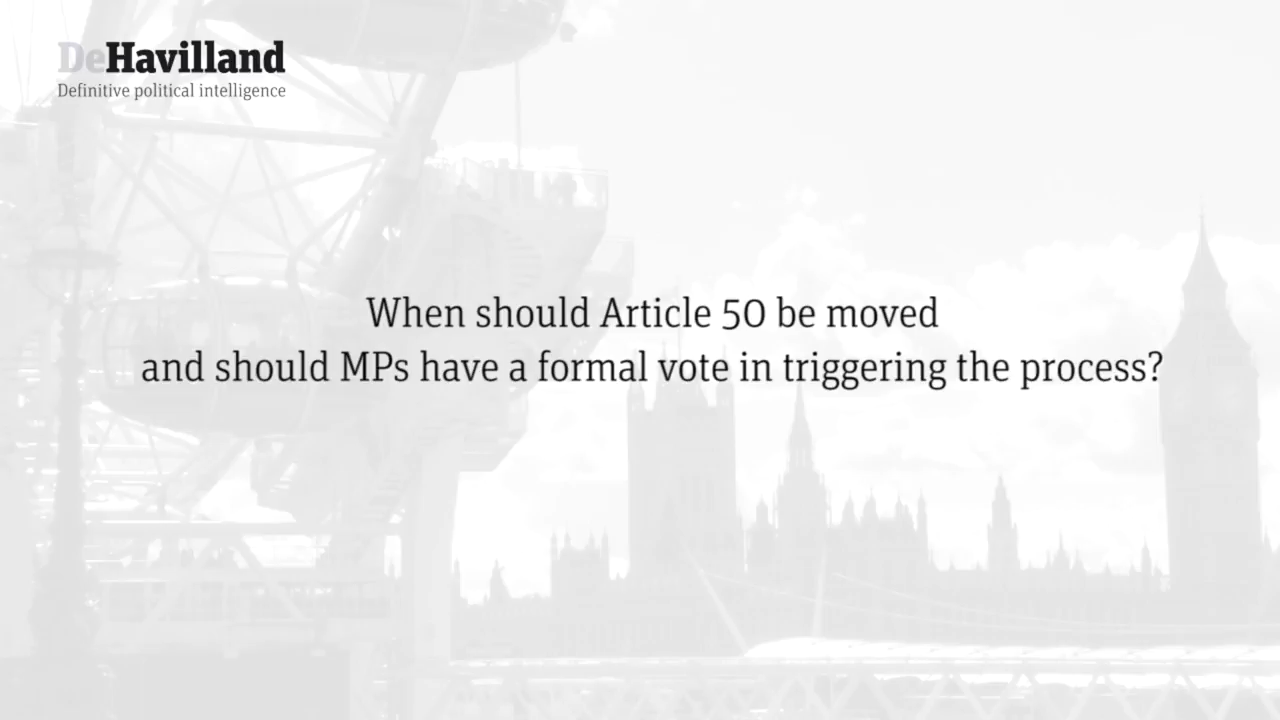 DeHavilland
Definitive political intelligence
When should Article 50 be moved
and should MPs have a formal vote in triggering the process?